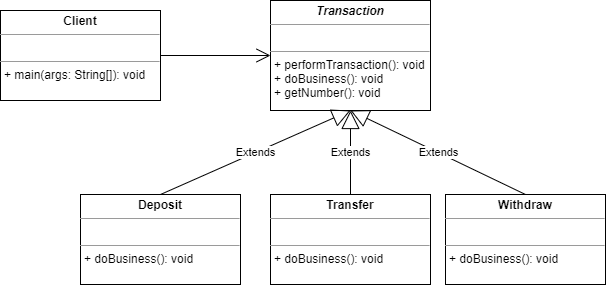 Client
+ main(args: String[]): void
Transaction
+ performTransaction(): void
+ doBusiness(): void
+ getNumber(): void
Extends
Extends
Extends
Deposit
+ doBusiness(): void
Transfer
+ doBusiness(): void
Withdraw
+ doBusiness(): void